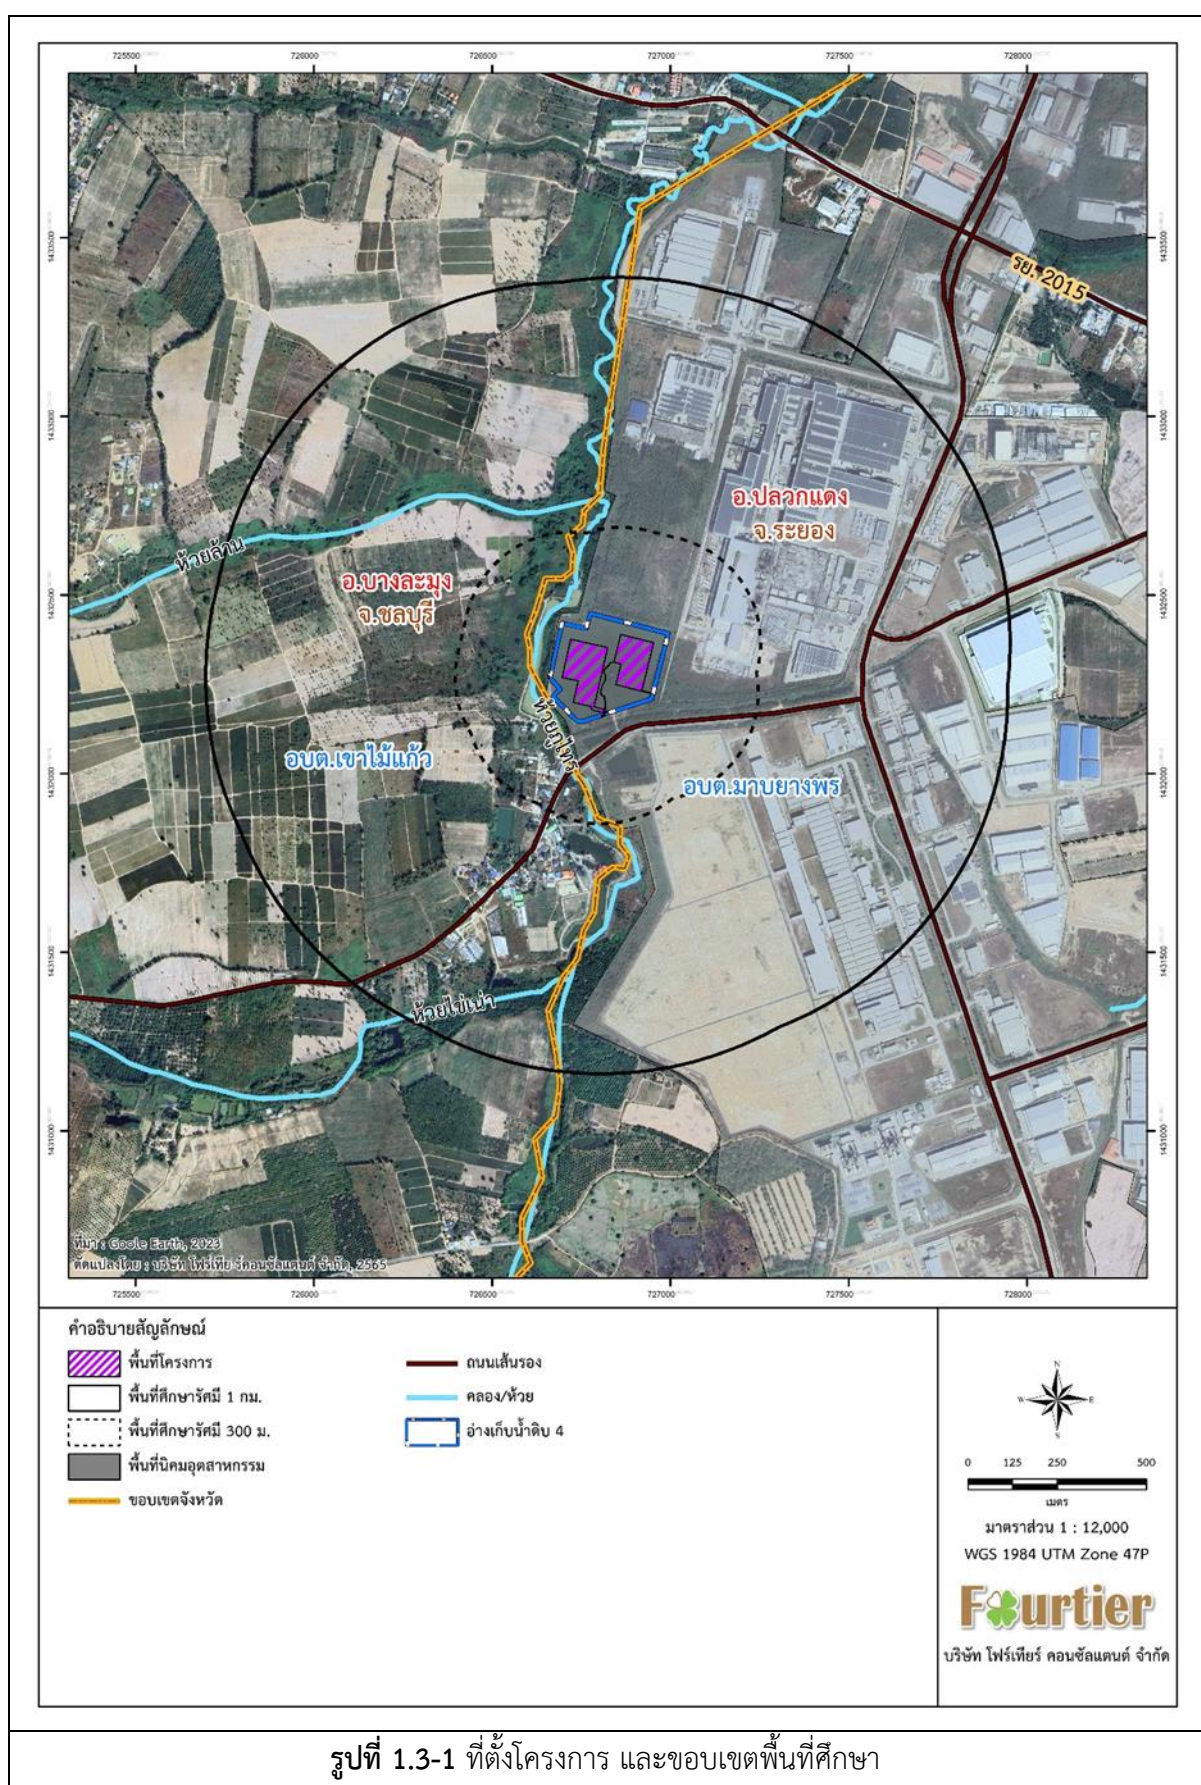 725500 726000 726500 727000 727500 728000
1433500 1433500
รย. 2015
1433000 1433000
อ.ปลวกแดง
จ.ระยอง
ห้วยล้าน
1432500 1432500
อ.บางละมุง
จ.ชลบุรี
ห้วยภูไทร
อบต.เขาไม้แก้ว
อบต.มาบยางพร
1432000 1432000
1431500 1431500
ห้วยไข่เน่า
1431000 1431000
ที่มา : Goole Earth, 2023
ดัดแปลงโดย : บริษัท โฟร์เทีย ร์คอนซัลแตนต์ จำกัด, 2565
725500 726000 726500 727000 727500 728000
คำอธิบายสัญลักษณ์
พื้นที่โครงการ
พื้นที่ศึกษารัศมี 1 กม.
พื้นที่ศึกษารัศมี 300 ม.
พื้นที่นิคมอุตสาหกรรม
ขอบเขตจังหวัด
ถนนเส้นรอง
คลอง/ห้วย
อ่างเก็บน้ำดิบ 4
N
W E
S
0 125 250 500
เมตร
มาตราส่วน 1 : 12,000
WGS 1984 UTM Zone 47P
Fourtier
บริษัท โฟร์เทียร์ คอนซัลแตนต์ จำกัด
รูปที่ 1.3-1 ที่ตั้งโครงการ และขอบเขตพื้นที่ศึกษา